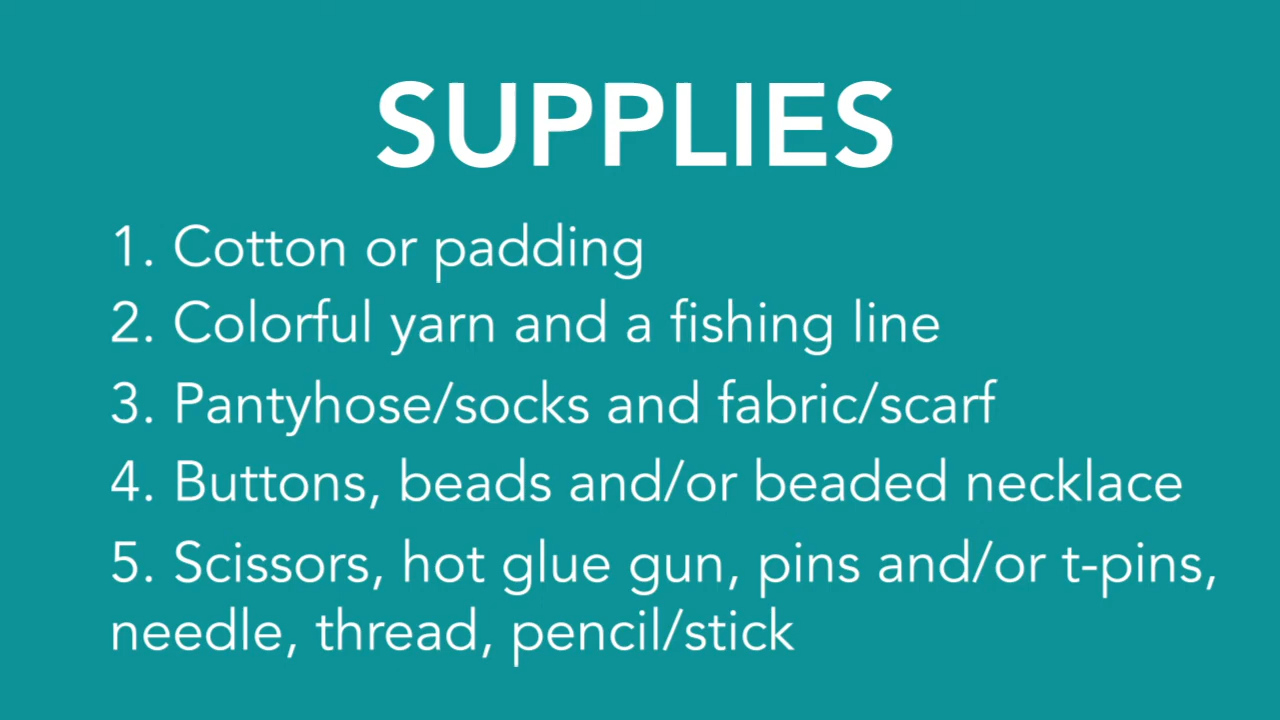 SUPPLIES
1. Cotton or padding
2. Colorful yarn and a fishing line
3. Pantyhose/socks and fabric/scarf
4. Buttons, beads and/or beaded necklace
5. Scissors, hot glue gun, pins and/or t-pins,
needle, thread, pencil/stick